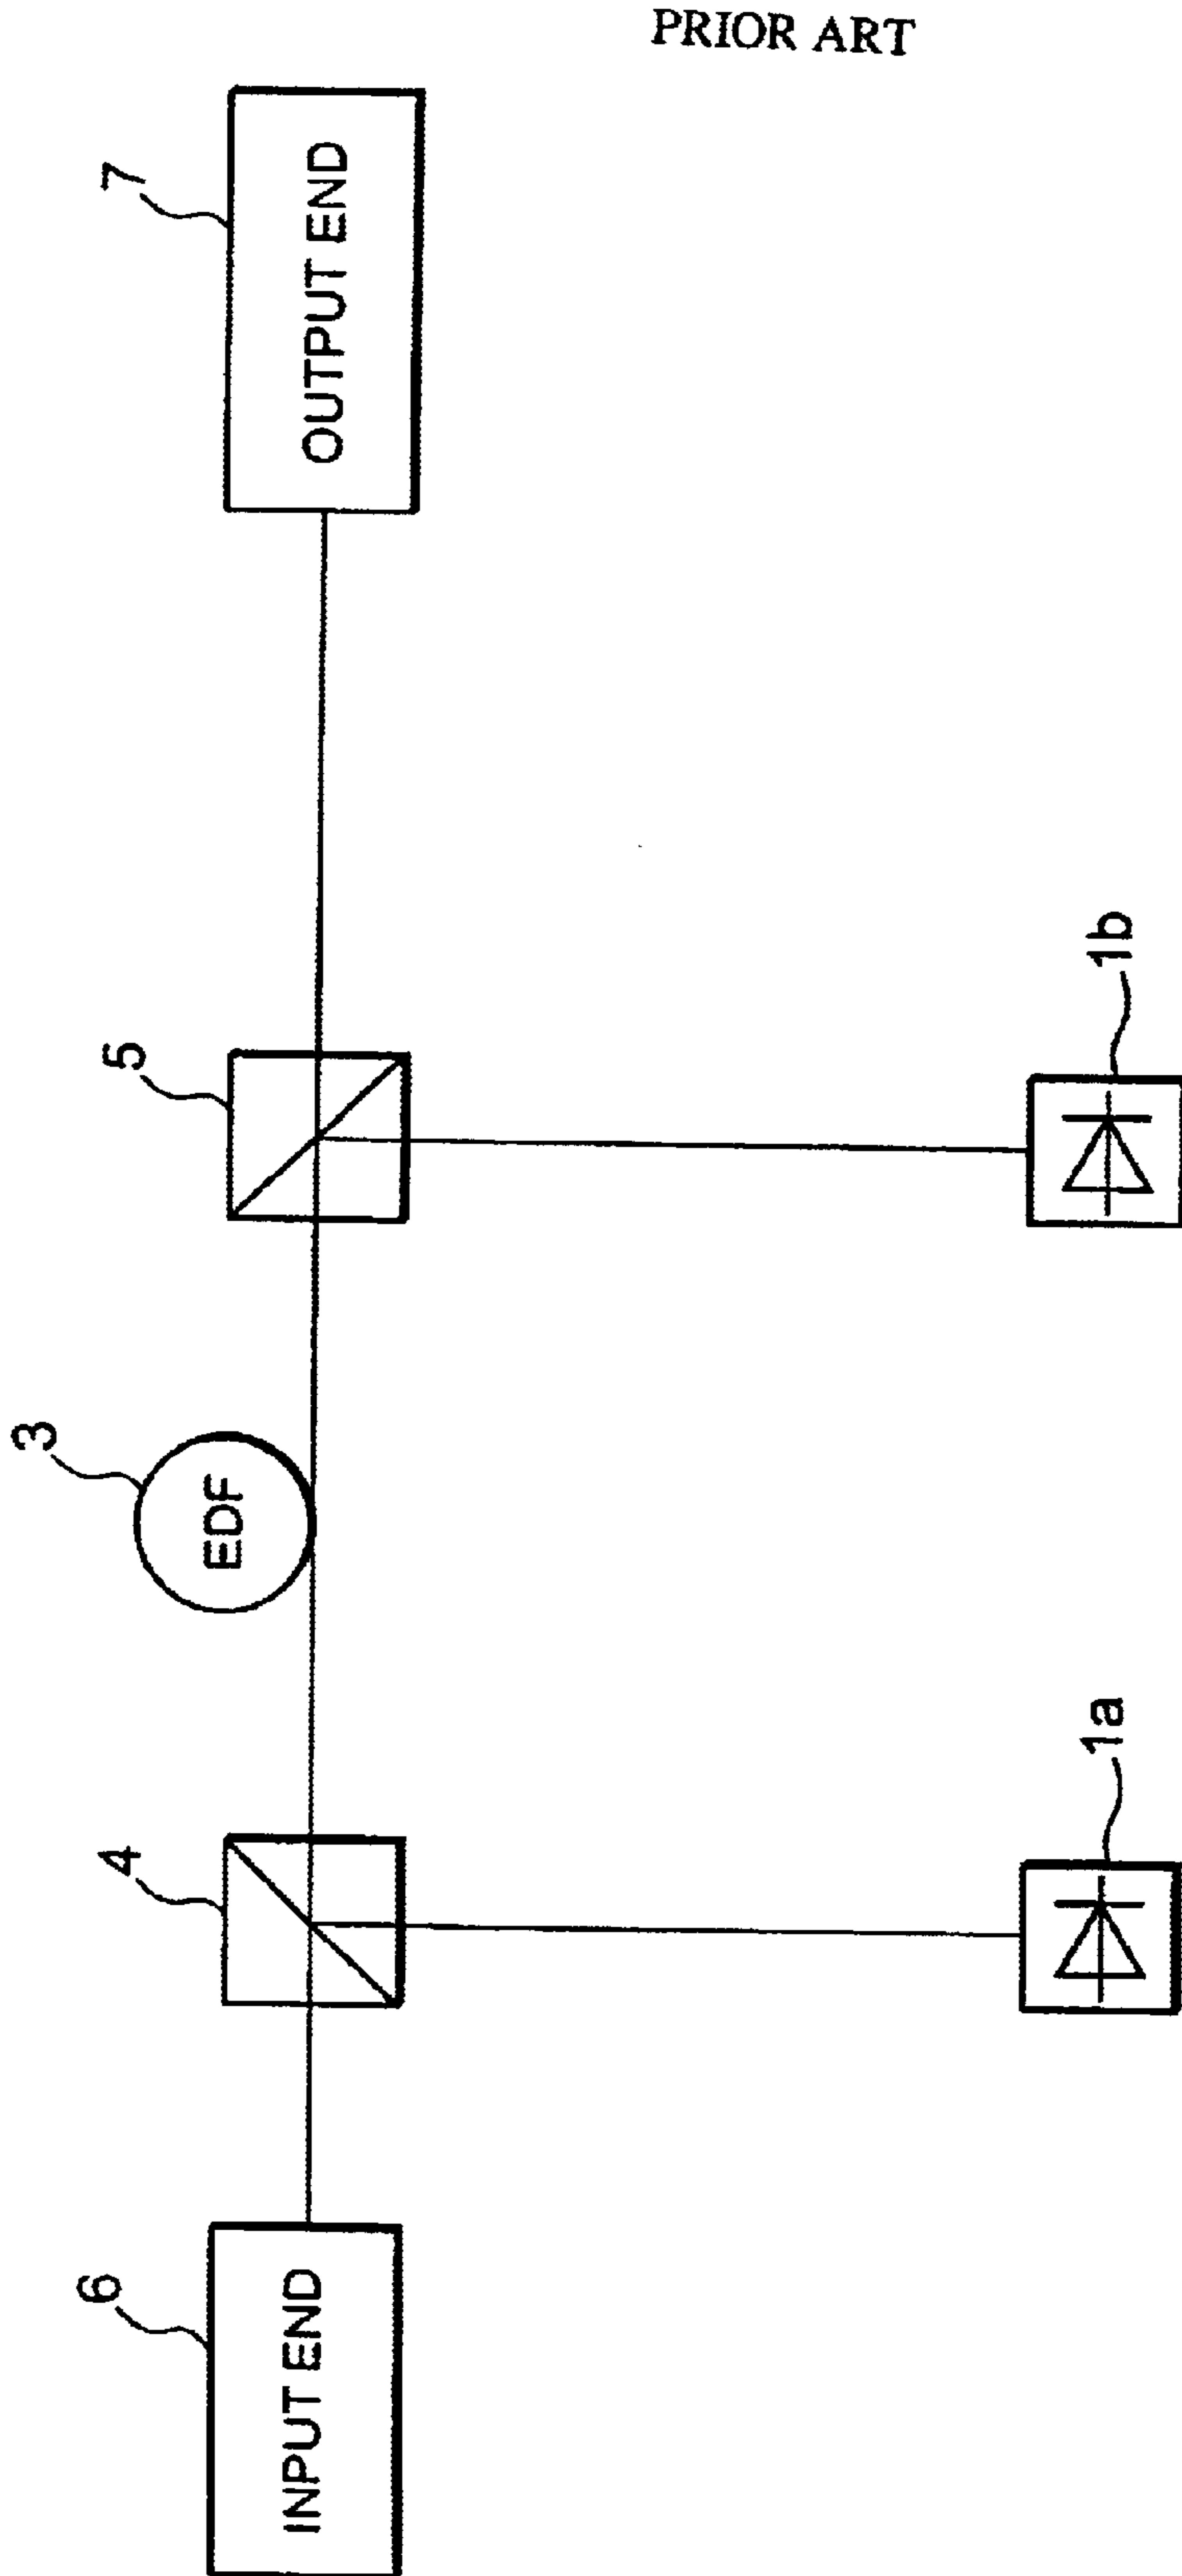 PRIOR ART
6
INPUT END
4
3
EDF
5
7
OUTPUT END
1a
1b